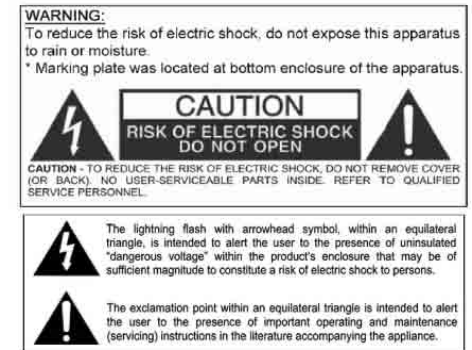 WARNING:
To reduce the risk of electric shock, do not expose this apparatus
to rain or moisture.
* Marking plate was located at bottom enclosure of the apparatus.
CAUTION
RISK OF ELECTRIC SHOCK
DO NOT OPEN
CAUTION - TO REDUCE THE RISK OF ELECTRIC SHOCK, DO NOT REMOVE COVER
(OR BACK). NO USER-SERVICEABLE PARTS INSIDE. REFER TO QUALIFIED
SERVICE PERSONNEL.
The lightning flash with arrowhead symbol, within an equilateral
triangle, is intended to alert the user to the presence of uninsulated
"dangerous voltage" within the product's enclosure that may be of
sufficient magnitude to constitute a risk of electric shock to persons.
The exclamation point within an equilateral triangle is intended to alert
the user to the presence of important operating and maintenance
(servicing) instructions in the literature accompanying the appliance.